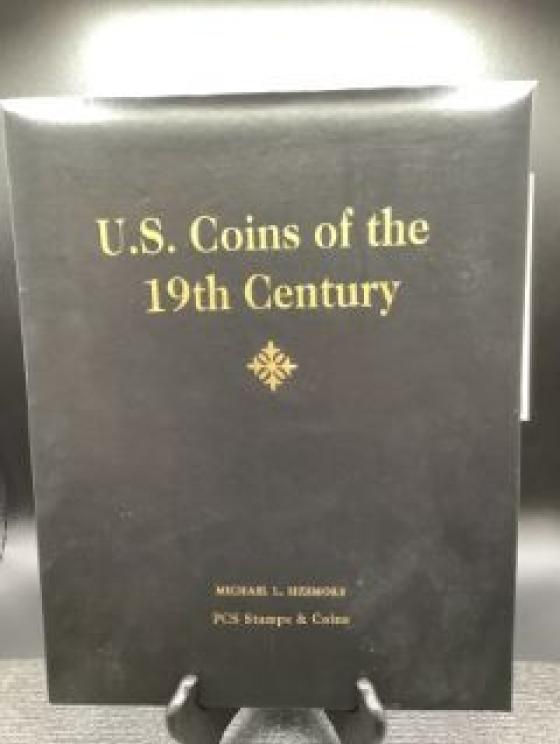 U.S. Coins of the
19th Century
MICHAEL L.
PCS Stamps & Coins